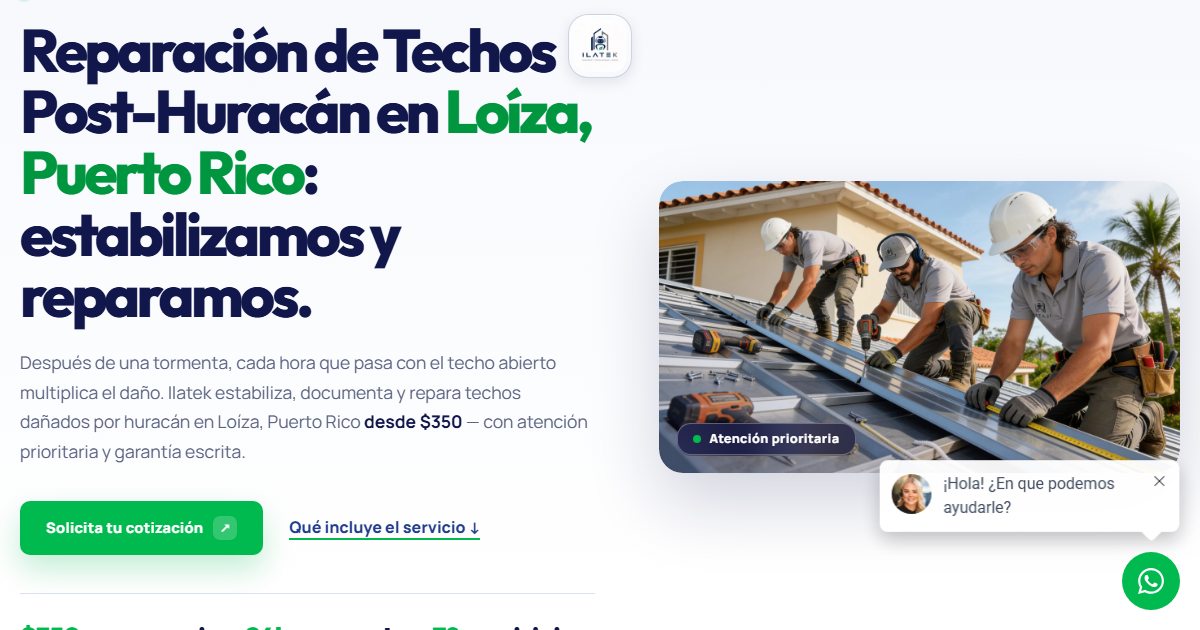 Reparación de Techos
Post-Huracán en Loíza,
Puerto Rico:
estabilizamos y
reparamos.
ILATEK
Después de una tormenta, cada hora que pasa con el techo abierto
multiplica el daño. Ilatek estabiliza, documenta y repara techos
dañados por huracán en Loíza, Puerto Rico desde $350 — con atención
prioritaria y garantía escrita.
Solicita tu cotización ↗
Qué incluye el servicio ↓
Atención prioritaria
¡Hola! ¿En que podemos
ayudarle?